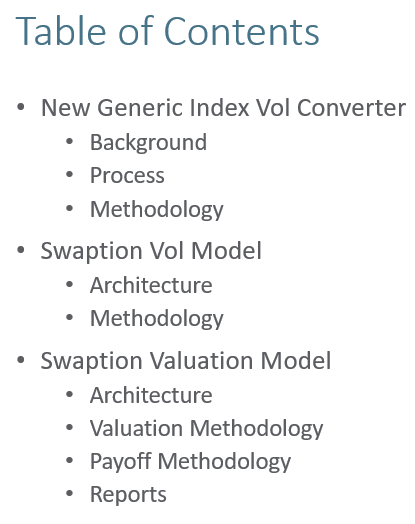 Table of Contents
• New Generic Index Vol Converter
• Background
• Process
• Methodology
• Swaption Vol Model
• Architecture
• Methodology
• Swaption Valuation Model
• Architecture
• Valuation Methodology
• Payoff Methodology
• Reports